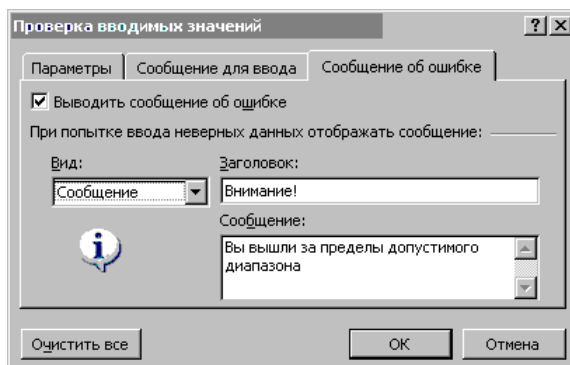 Проверка вводимых значений
Параметры Сообщение для ввода Сообщение об ошибке
Выводить сообщение об ошибке
При попытке ввода неверных данных отображать сообщение:
Вид: Заголовок:
Сообщение Внимание!
Сообщение:
Вы вышли за пределы допустимого
диапазона
Очистить все ОК Отмена